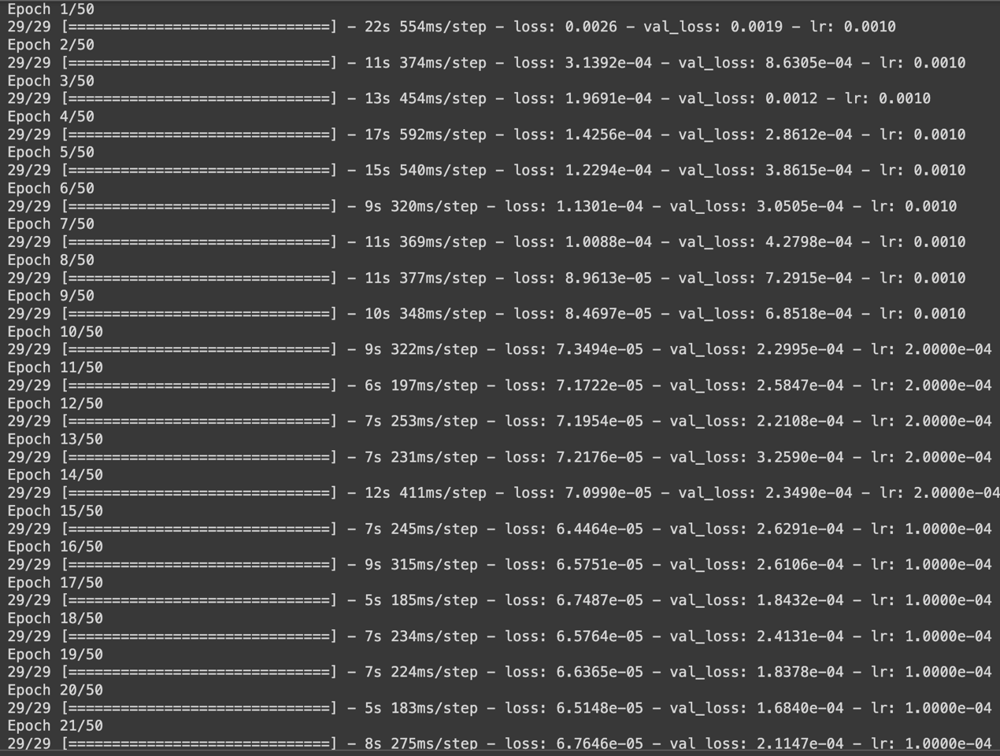 Epoch 1/50
29/29 [==============================] - 22s 554ms/step - loss: 0.0026 - val_loss: 0.0019 - lr: 0.0010
Epoch 2/50
29/29 [==============================] - 11s 374ms/step - loss: 3.1392e-04 - val_loss: 8.6305e-04 - lr: 0.0010
Epoch 3/50
29/29 [==============================] - 13s 454ms/step - loss: 1.9691e-04 - val_loss: 0.0012 - lr: 0.0010
Epoch 4/50
29/29 [==============================] - 17s 592ms/step - loss: 1.4256e-04 - val_loss: 2.8612e-04 - lr: 0.0010
Epoch 5/50
29/29 [==============================] - 15s 540ms/step - loss: 1.2294e-04 - val_loss: 3.8615e-04 - lr: 0.0010
Epoch 6/50
29/29 [==============================] - 9s 320ms/step - loss: 1.1301e-04 - val_loss: 3.0505e-04 - lr: 0.0010
Epoch 7/50
29/29 [==============================] - 11s 369ms/step - loss: 1.0088e-04 - val_loss: 4.2798e-04 - lr: 0.0010
Epoch 8/50
29/29 [==============================] - 11s 377ms/step - loss: 8.9613e-05 - val_loss: 7.2915e-04 - lr: 0.0010
Epoch 9/50
29/29 [==============================] - 10s 348ms/step - loss: 8.4697e-05 - val_loss: 6.8518e-04 - lr: 0.0010
Epoch 10/50
29/29 [==============================] - 9s 322ms/step - loss: 7.3494e-05 - val_loss: 2.2995e-04 - lr: 2.0000e-04
Epoch 11/50
29/29 [==============================] - 6s 197ms/step - loss: 7.1722e-05 - val_loss: 2.5847e-04 - lr: 2.0000e-04
Epoch 12/50
29/29 [==============================] - 7s 253ms/step - loss: 7.1954e-05 - val_loss: 2.2108e-04 - lr: 2.0000e-04
Epoch 13/50
29/29 [==============================] - 7s 231ms/step - loss: 7.2176e-05 - val_loss: 3.2590e-04 - lr: 2.0000e-04
Epoch 14/50
29/29 [==============================] - 12s 411ms/step - loss: 7.0990e-05 - val_loss: 2.3490e-04 - lr: 2.0000e-04
Epoch 15/50
29/29 [==============================] - 7s 245ms/step - loss: 6.4464e-05 - val_loss: 2.6291e-04 - lr: 1.0000e-04
Epoch 16/50
29/29 [==============================] - 9s 315ms/step - loss: 6.5751e-05 - val_loss: 2.6106e-04 - lr: 1.0000e-04
Epoch 17/50
29/29 [==============================] - 5s 185ms/step - loss: 6.7487e-05 - val_loss: 1.8432e-04 - lr: 1.0000e-04
Epoch 18/50
29/29 [==============================] - 7s 234ms/step - loss: 6.5764e-05 - val_loss: 2.4131e-04 - lr: 1.0000e-04
Epoch 19/50
29/29 [==============================] - 7s 224ms/step - loss: 6.6365e-05 - val_loss: 1.8378e-04 - lr: 1.0000e-04
Epoch 20/50
29/29 [==============================] - 5s 183ms/step - loss: 6.5148e-05 - val_loss: 1.6840e-04 - lr: 1.0000e-04
Epoch 21/50
29/29 [==============================] - 8s 275ms/step - loss: 6.7646e-05 - val_loss: 2.1147e-04 - lr: 1.0000e-04